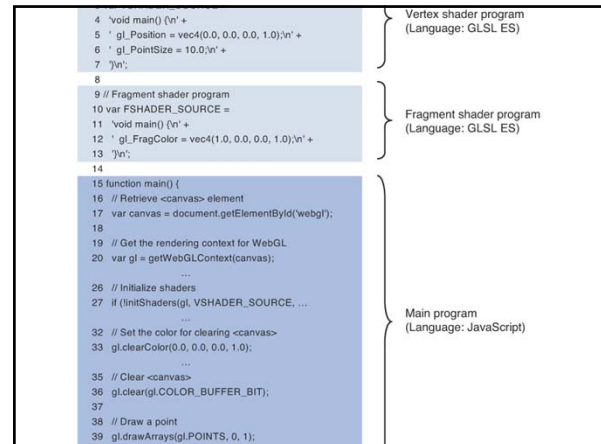 3 var VSHADER_SOURCE =
4 'void main() {\n' +
5 '  gl_Position = vec4(0.0, 0.0, 0.0, 1.0);\n' +
6 '  gl_PointSize = 10.0;\n' +
7 '}\n';
Vertex shader program
(Language: GLSL ES)
8
9 // Fragment shader program
10 var FSHADER_SOURCE =
11 'void main() {\n' +
12 '  gl_FragColor = vec4(1.0, 0.0, 0.0, 1.0);\n' +
13 '}\n';
Fragment shader program
(Language: GLSL ES)
14
15 function main() {
16 // Retrieve <canvas> element
17 var canvas = document.getElementById('webgl');
18
19 // Get the rendering context for WebGL
20 var gl = getWebGLContext(canvas);
...
26 // Initialize shaders
27 if (!initShaders(gl, VSHADER_SOURCE, ...
...
32 // Set the color for clearing <canvas>
33 gl.clearColor(0.0, 0.0, 0.0, 1.0);
...
35 // Clear <canvas>
36 gl.clear(gl.COLOR_BUFFER_BIT);
37
38 // Draw a point
39 gl.drawArrays(gl.POINTS, 0, 1);
Main program
(Language: JavaScript)